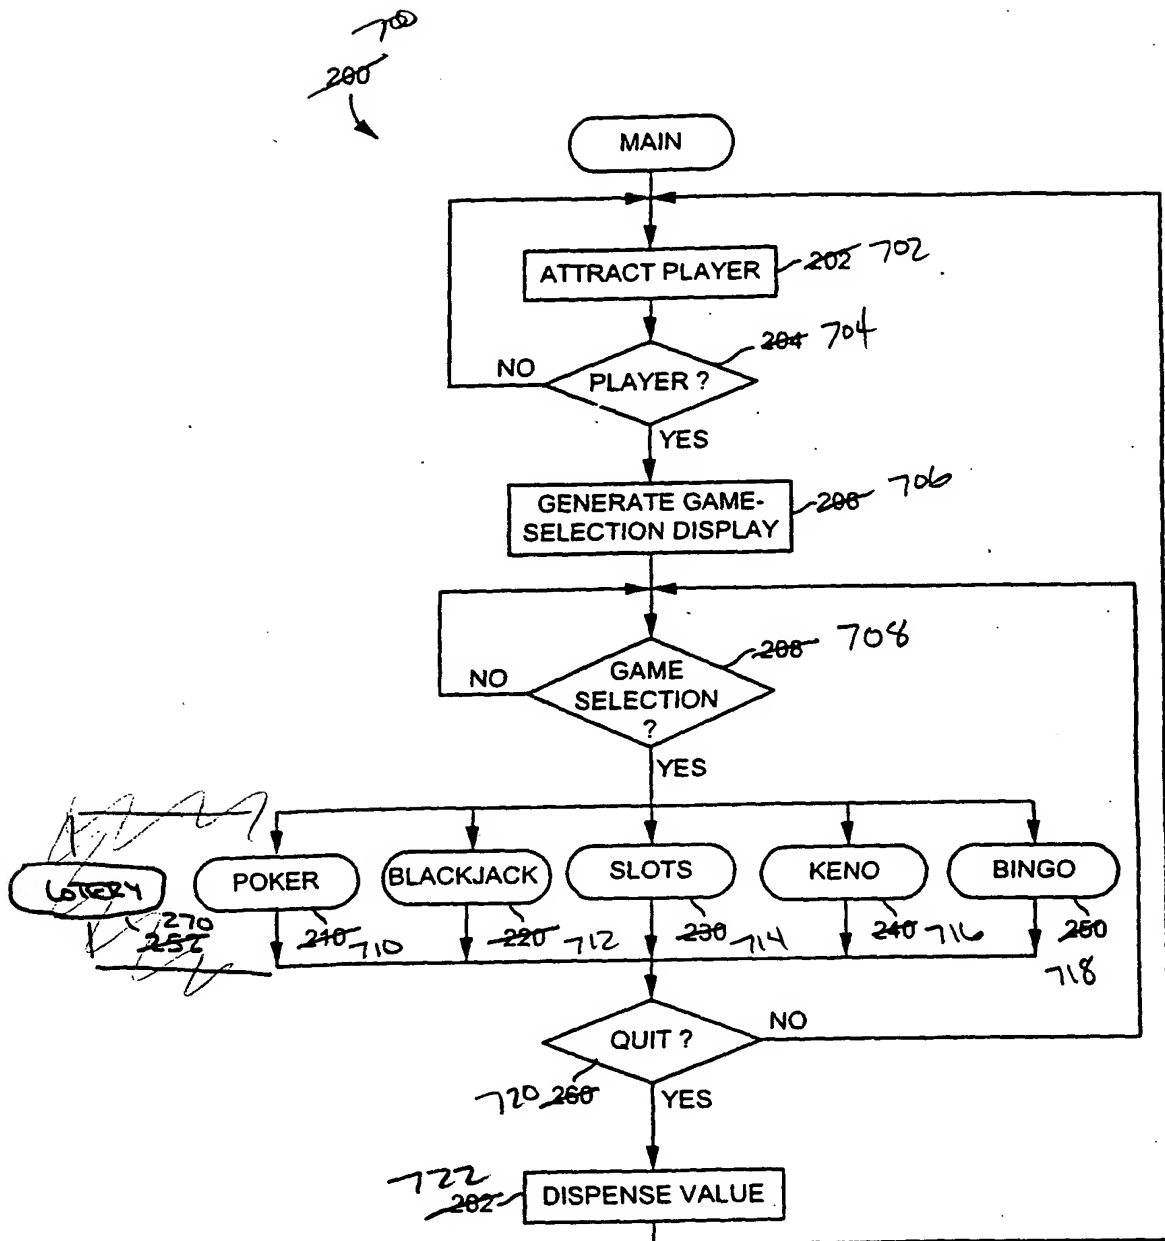 700
200
MAIN
ATTRACT PLAYER
202 702
204 704
NO
PLAYER ?
YES
GENERATE GAME-
SELECTION DISPLAY
206 706
208 708
NO
GAME
SELECTION
?
YES
LOTTERY
POKER
BLACKJACK
SLOTS
KENO
BINGO
270
252
210 710
220 712
230 714
240 716
250
718
QUIT ?
NO
720 260
YES
722
262
DISPENSE VALUE